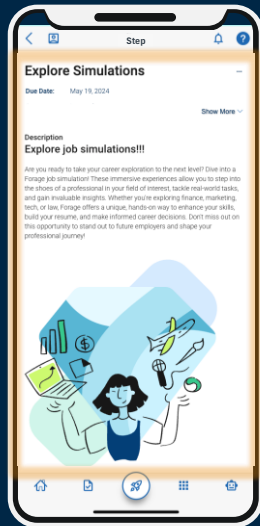 Step
?
Explore Simulations
Due Date: May 19, 2024
Show More
Description
Explore job simulations!!!
Are you ready to take your career exploration to the next level? Dive into a
Forage job simulation! These immersive experiences allow you to step into
the shoes of a professional in your field of interest, tackle real-world tasks,
and gain invaluable insights. Whether you're exploring finance, marketing,
tech, or law, Forage offers a unique, hands-on way to enhance your skills,
build your resume, and make informed career decisions. Don't miss out on
this opportunity to stand out to future employers and shape your
professional journey!
$